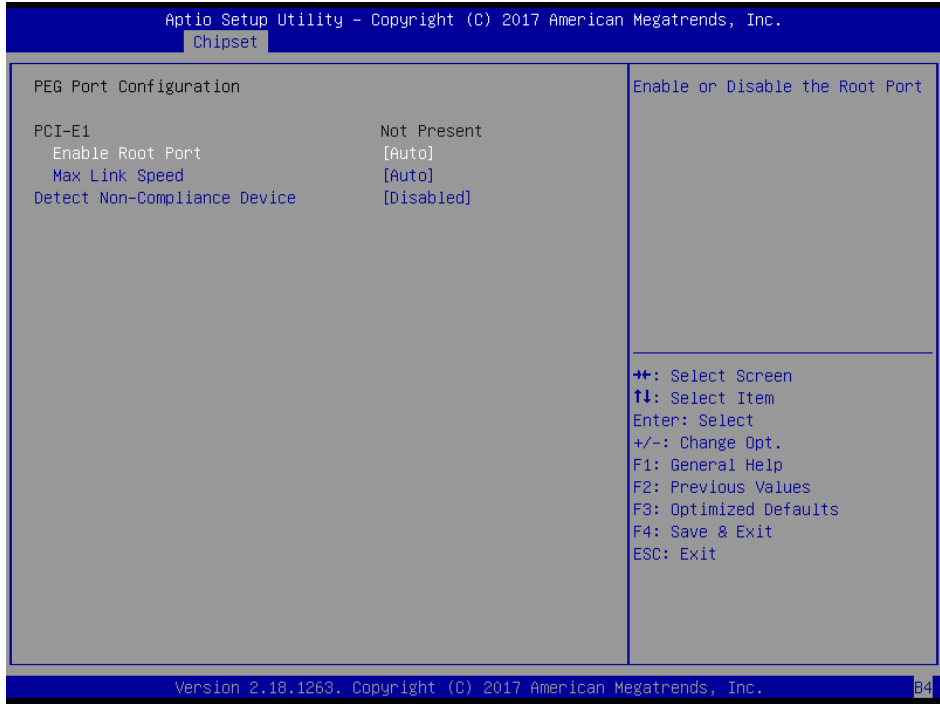 Aptio Setup Utility – Copyright (C) 2017 American Megatrends, Inc.
Chipset
PEG Port Configuration
PCI-E1 Not Present
Enable Root Port [Auto]
Max Link Speed [Auto]
Detect Non-Compliance Device [Disabled]
Enable or Disable the Root Port
→←: Select Screen
↑↓: Select Item
Enter: Select
+/-: Change Opt.
F1: General Help
F2: Previous Values
F3: Optimized Defaults
F4: Save & Exit
ESC: Exit
Version 2.18.1263. Copyright (C) 2017 American Megatrends, Inc.
B4